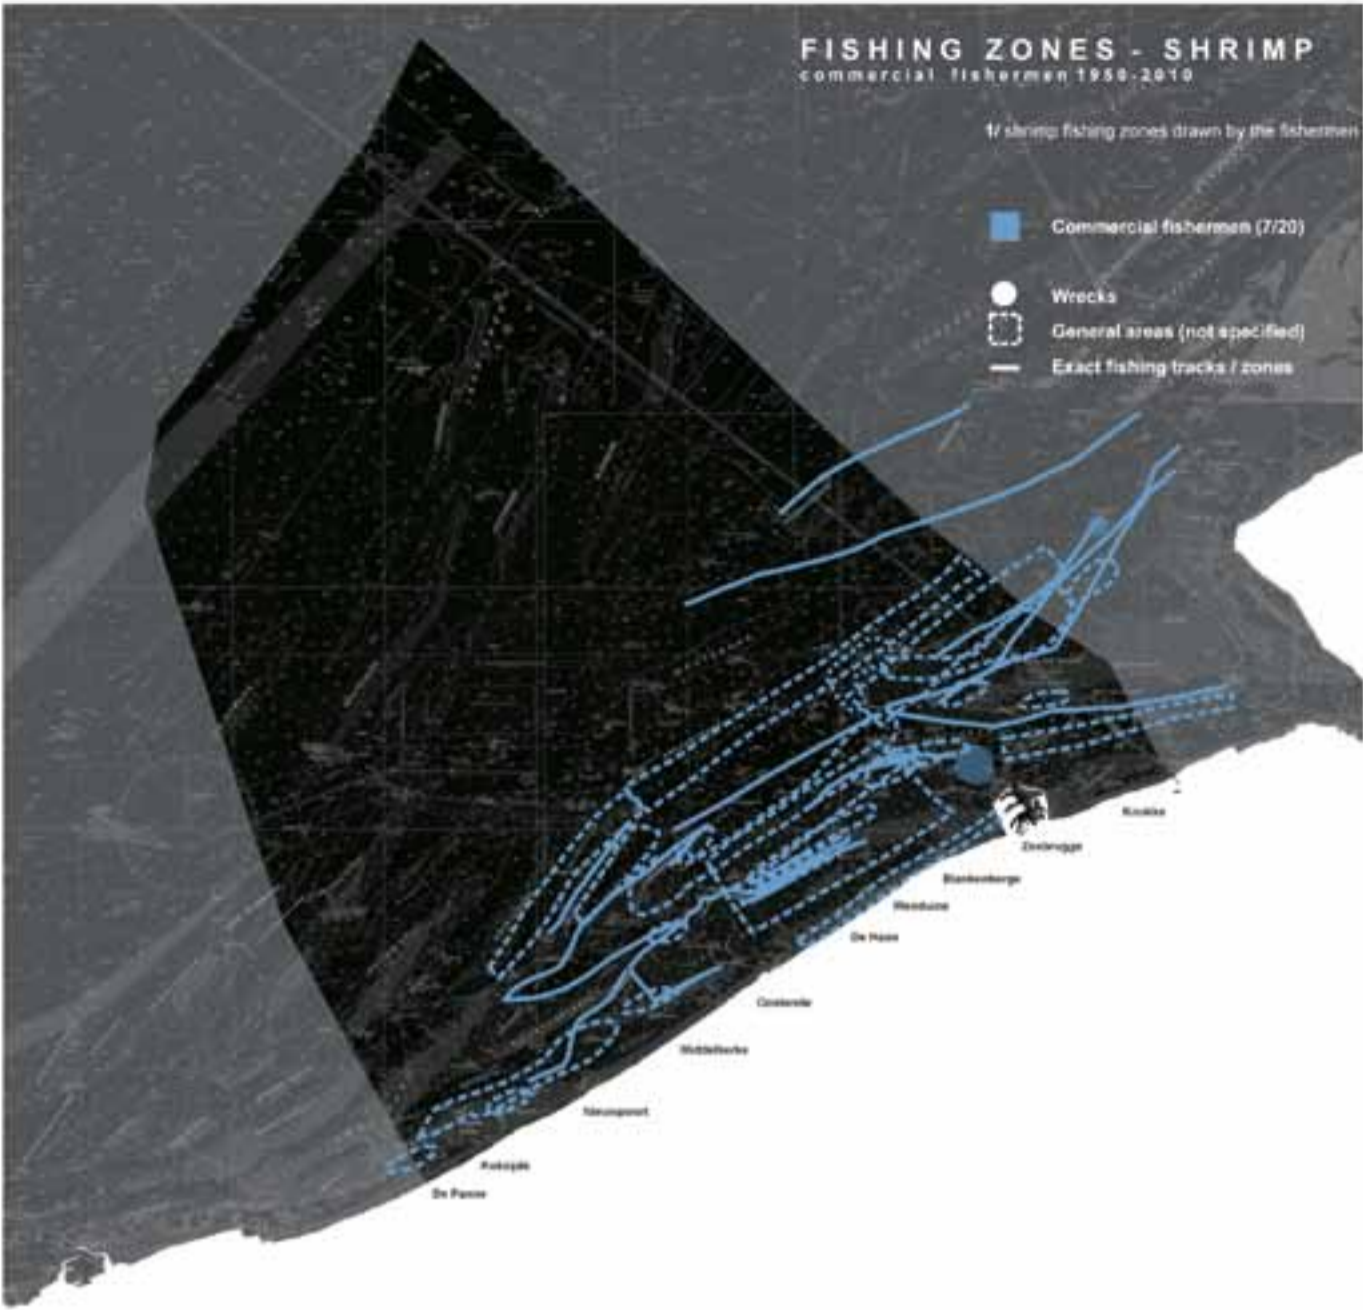 FISHING ZONES - SHRIMP
commercial fishermen 1950-2010
1/ shrimp fishing zones drawn by the fishermen
Commercial fishermen (7/20)
Wrecks
General areas (not specified)
Exact fishing tracks / zones
Knokke
Zeebrugge
Blankenberge
Wenduine
De Haan
Oostende
Middelkerke
Nieuwpoort
Koksijde
De Panne